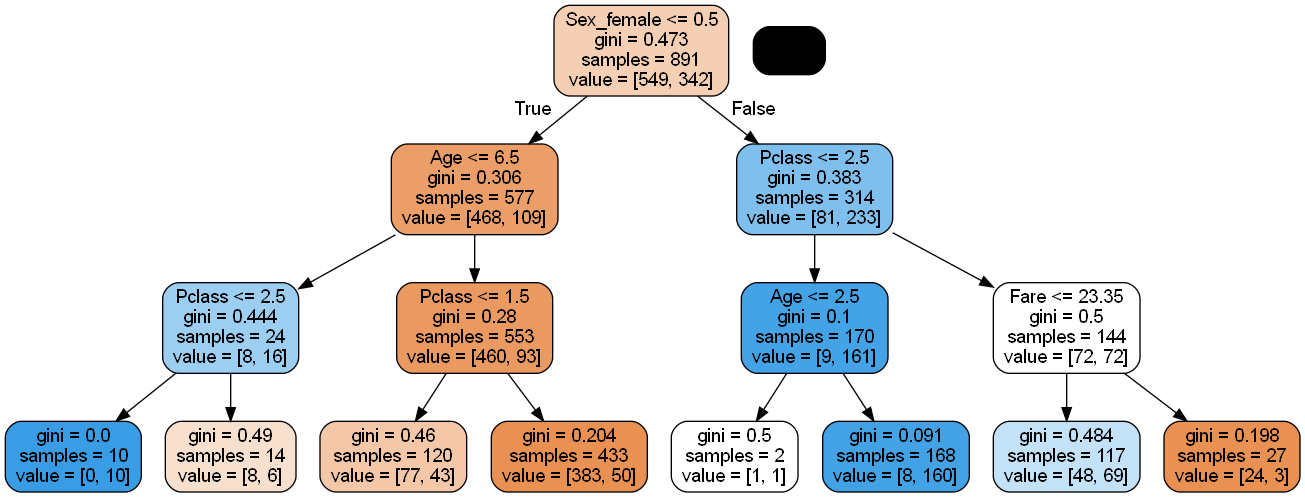 Sex_female <= 0.5
gini = 0.473
samples = 891
value = [549, 342]
True
False
Age <= 6.5
gini = 0.306
samples = 577
value = [468, 109]
Pclass <= 2.5
gini = 0.383
samples = 314
value = [81, 233]
Pclass <= 2.5
gini = 0.444
samples = 24
value = [8, 16]
Pclass <= 1.5
gini = 0.28
samples = 553
value = [460, 93]
Age <= 2.5
gini = 0.1
samples = 170
value = [9, 161]
Fare <= 23.35
gini = 0.5
samples = 144
value = [72, 72]
gini = 0.0
samples = 10
value = [0, 10]
gini = 0.49
samples = 14
value = [8, 6]
gini = 0.46
samples = 120
value = [77, 43]
gini = 0.204
samples = 433
value = [383, 50]
gini = 0.5
samples = 2
value = [1, 1]
gini = 0.091
samples = 168
value = [8, 160]
gini = 0.484
samples = 117
value = [48, 69]
gini = 0.198
samples = 27
value = [24, 3]